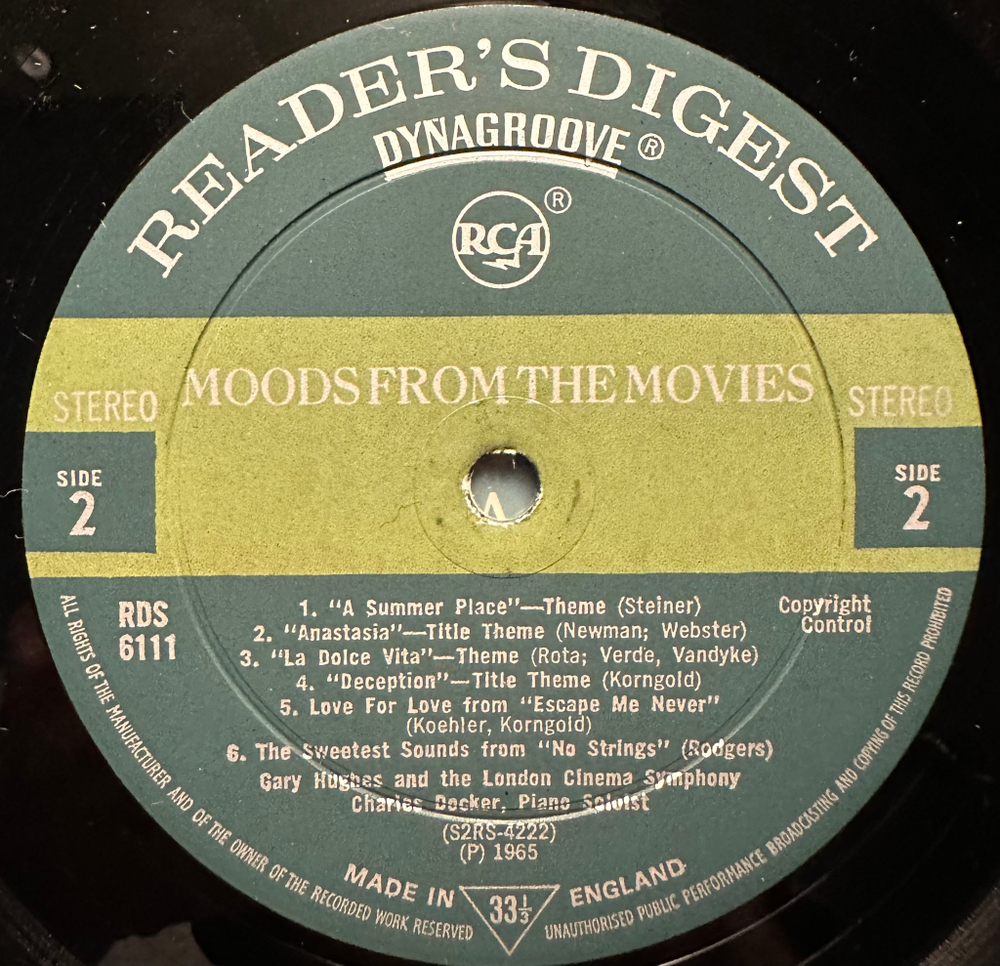 READER'S DIGEST
DYNAGROOVE ®
RCA ®
MOODS FROM THE MOVIES
STEREO
STEREO
SIDE
2
SIDE
2
RDS
6111
Copyright
Control
1. "A Summer Place"—Theme (Steiner)
2. "Anastasia"—Title Theme (Newman; Webster)
3. "La Dolce Vita"—Theme (Rota; Verde, Vandyke)
4. "Deception"—Title Theme (Korngold)
5. Love For Love from "Escape Me Never"
(Koehler, Korngold)
6. The Sweetest Sounds from "No Strings" (Rodgers)
Gary Hughes and the London Cinema Symphony
Charles Decker, Piano Soloist
(S2RS-4222)
(P) 1965
MADE IN ENGLAND
33⅓
ALL RIGHTS OF THE MANUFACTURER AND OF THE OWNER OF THE RECORDED WORK RESERVED
UNAUTHORISED PUBLIC PERFORMANCE BROADCASTING AND COPYING OF THIS RECORD PROHIBITED